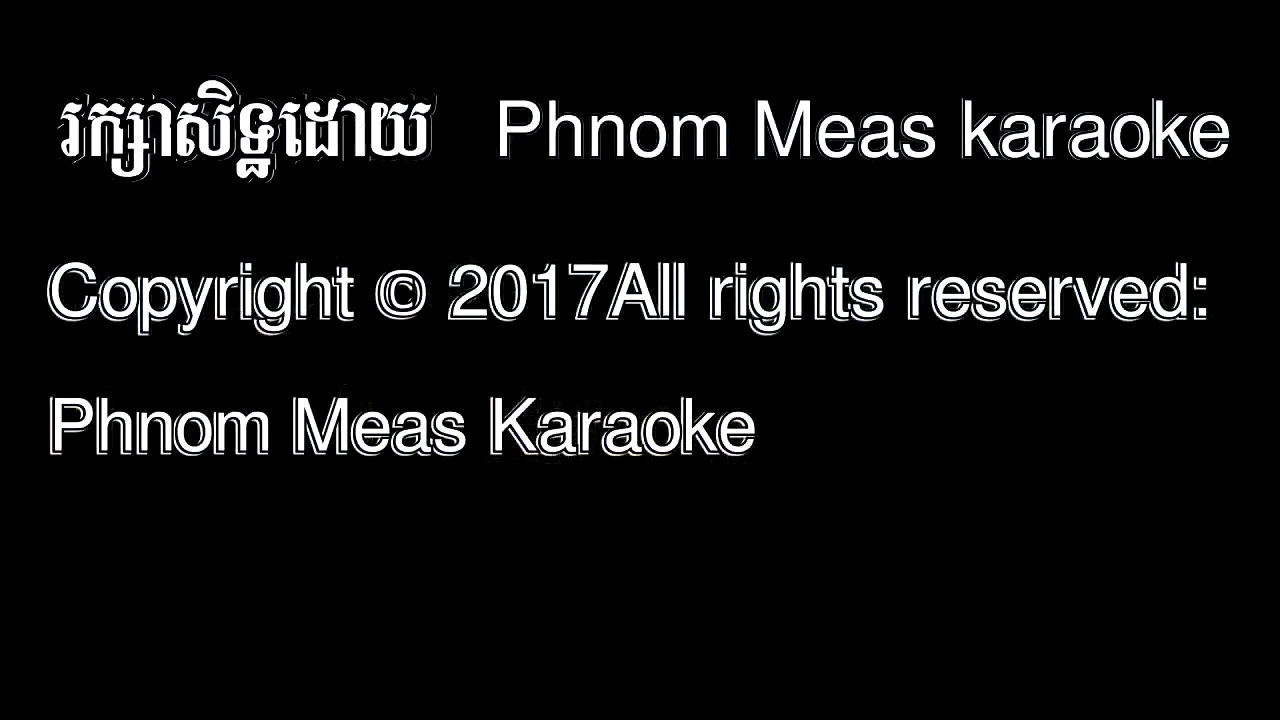 រក្សាសិទ្ធដោយ Phnom Meas karaoke
Copyright © 2017All rights reserved:
Phnom Meas Karaoke